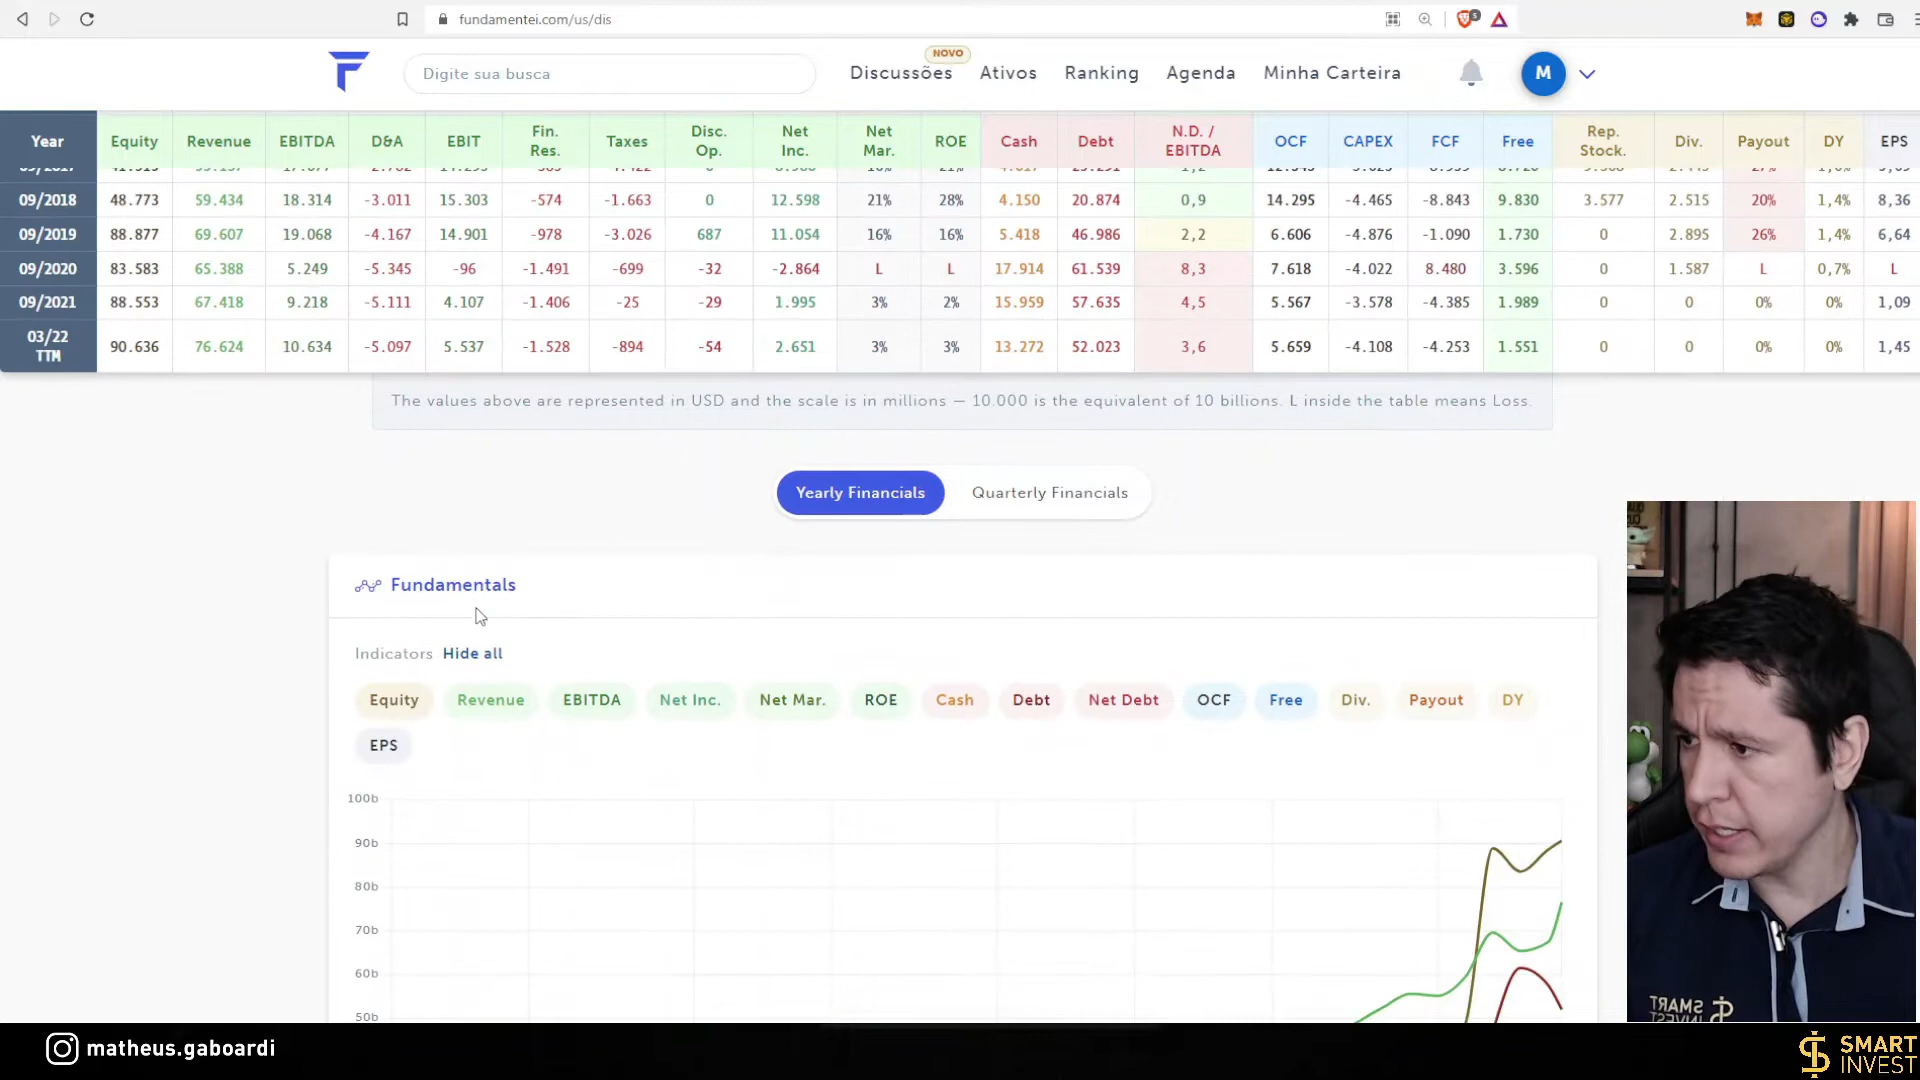 fundamentei.com/us/dis
5
Digite sua busca
NOVO
Discussões Ativos Ranking Agenda Minha Carteira
M
Year Equity Revenue EBITDA D&A EBIT Fin. Res. Taxes Disc. Op. Net Inc. Net Mar. ROE Cash Debt N.D. / EBITDA OCF CAPEX FCF Free Rep. Stock. Div. Payout DY EPS
09/2018 48.773 59.434 18.314 -3.011 15.303 -574 -1.663 0 12.598 21% 28% 4.150 20.874 0,9 14.295 -4.465 -8.843 9.830 3.577 2.515 20% 1,4% 8,36
09/2019 88.877 69.607 19.068 -4.167 14.901 -978 -3.026 687 11.054 16% 16% 5.418 46.986 2,2 6.606 -4.876 -1.090 1.730 0 2.895 26% 1,4% 6,64
09/2020 83.583 65.388 5.249 -5.345 -96 -1.491 -699 -32 -2.864 L L 17.914 61.539 8,3 7.618 -4.022 8.480 3.596 0 1.587 L 0,7% L
09/2021 88.553 67.418 9.218 -5.111 4.107 -1.406 -25 -29 1.995 3% 2% 15.959 57.635 4,5 5.567 -3.578 -4.385 1.989 0 0 0% 0% 1,09
03/22 TTM 90.636 76.624 10.634 -5.097 5.537 -1.528 -894 -54 2.651 3% 3% 13.272 52.023 3,6 5.659 -4.108 -4.253 1.551 0 0 0% 0% 1,45
The values above are represented in USD and the scale is in millions — 10.000 is the equivalent of 10 billions. L inside the table means Loss.
Yearly Financials Quarterly Financials
Fundamentals
Indicators Hide all
Equity Revenue EBITDA Net Inc. Net Mar. ROE Cash Debt Net Debt OCF Free Div. Payout DY
EPS
100b
90b
80b
70b
60b
50b
SMART
INVEST
matheus.gaboardi
SMART
INVEST